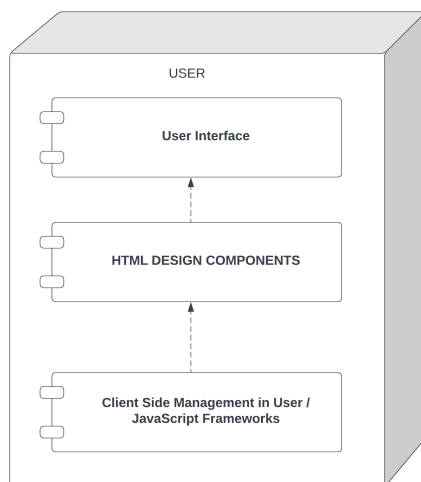 USER
User Interface
HTML DESIGN COMPONENTS
Client Side Management in User /
JavaScript Frameworks